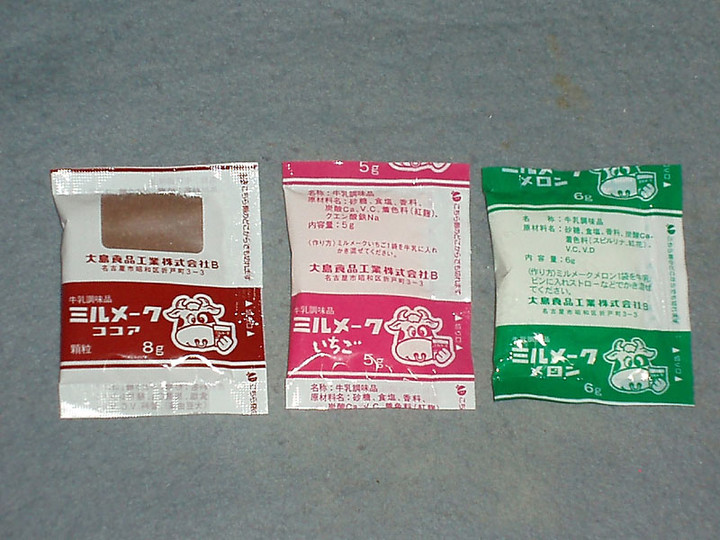 大島食品工業株式会社B
名古屋市昭和区折戸町3-3
牛乳調味品
ミルメーク
ココア
顆粒 8g
5g
名称:牛乳調味品
原材料名:砂糖、食塩、香料、
炭酸Ca、V.C、着色料(紅麹)、
クエン酸鉄Na
内容量:5g
(作り方)ミルメークいちご1袋を牛乳に入れ
かき混ぜてください。
大島食品工業株式会社B
名古屋市昭和区折戸町3-3
牛乳調味品
ミルメーク
いちご
5g
名称:牛乳調味品
原材料名:砂糖、食塩、香料、
炭酸Ca、V.C、着色料(紅麹)
ミルメーク
メロン
6g
名 称:牛乳調味品
原材料名:砂糖、食塩、香料、炭酸Ca、
着色料(スピルリナ、紅花)、
V.C、V.D
内容量:6g
(作り方)ミルメークメロン1袋を牛乳
ビンに入れストローなどでかき混ぜ
てください。
大島食品工業株式会社B
名古屋市昭和区折戸町3-3
ミルメーク
メロン
6g